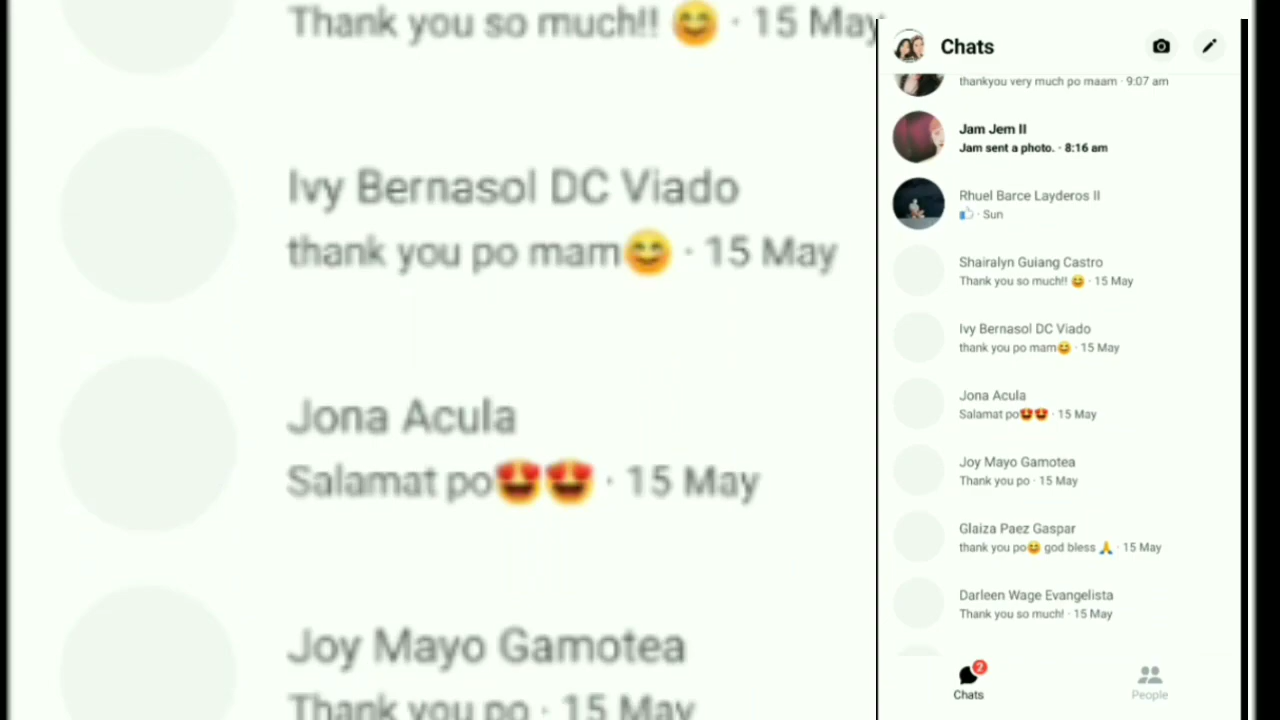 Thank you so much!! 😊 · 15 May
Ivy Bernasol DC Viado
thank you po mam😊 · 15 May
Jona Acula
Salamat po😍😍 · 15 May
Joy Mayo Gamotea
Thank you po · 15 May
Chats
thankyou very much po maam · 9:07 am
Jam Jem II
Jam sent a photo. · 8:16 am
Rhuel Barce Layderos II
👍 · Sun
Shairalyn Guiang Castro
Thank you so much!! 😊 · 15 May
Ivy Bernasol DC Viado
thank you po mam😊 · 15 May
Jona Acula
Salamat po😍😍 · 15 May
Joy Mayo Gamotea
Thank you po · 15 May
Glaiza Paez Gaspar
thank you po😊 god bless 🙏 · 15 May
Darleen Wage Evangelista
Thank you so much! · 15 May
2
Chats
People